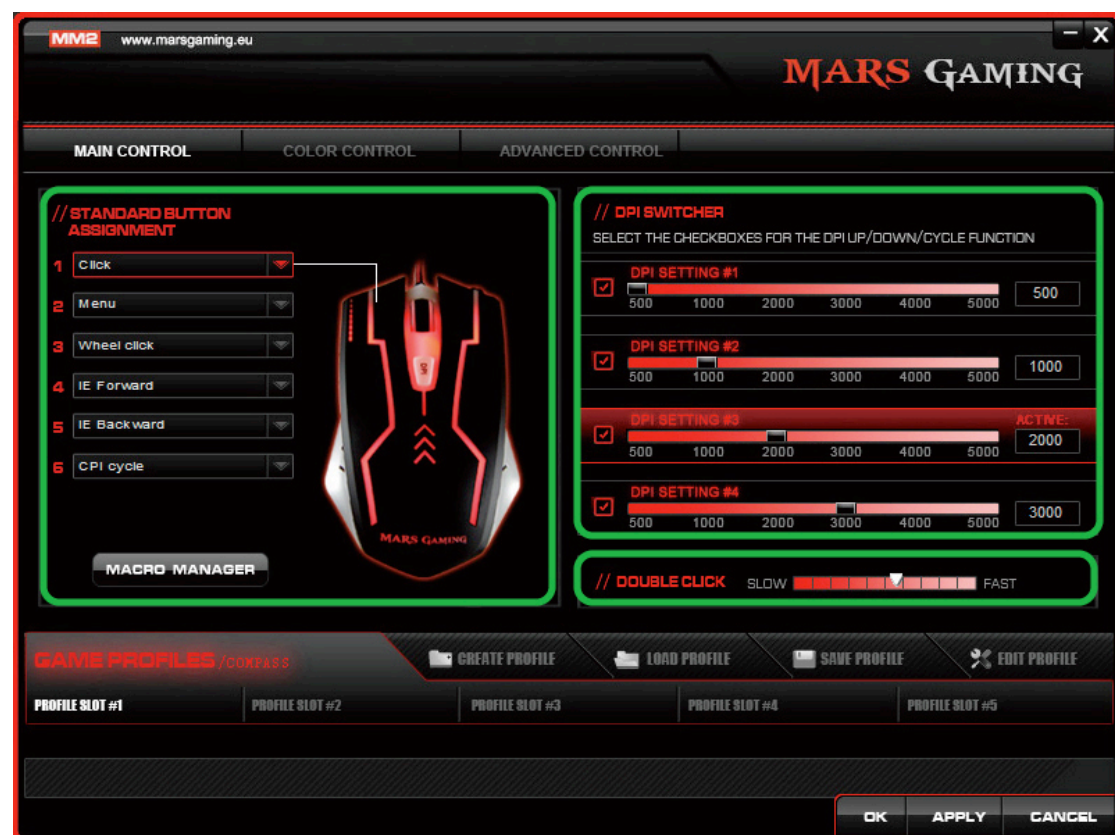 MM2 www.marsgaming.eu
MARS GAMING
MAIN CONTROL COLOR CONTROL ADVANCED CONTROL
// STANDARD BUTTON
ASSIGNMENT
1 Click
2 Menu
3 Wheel click
4 IE Forward
5 IE Backward
6 CPI cycle
MARS GAMING
MACRO MANAGER
// DPI SWITCHER
SELECT THE CHECKBOXES FOR THE DPI UP/DOWN/CYCLE FUNCTION
DPI SETTING #1
500 1000 2000 3000 4000 5000 500
DPI SETTING #2
500 1000 2000 3000 4000 5000 1000
DPI SETTING #3 ACTIVE:
500 1000 2000 3000 4000 5000 2000
DPI SETTING #4
500 1000 2000 3000 4000 5000 3000
// DOUBLE CLICK SLOW FAST
GAME PROFILES /COMPASS CREATE PROFILE LOAD PROFILE SAVE PROFILE EDIT PROFILE
PROFILE SLOT #1 PROFILE SLOT #2 PROFILE SLOT #3 PROFILE SLOT #4 PROFILE SLOT #5
OK APPLY CANCEL